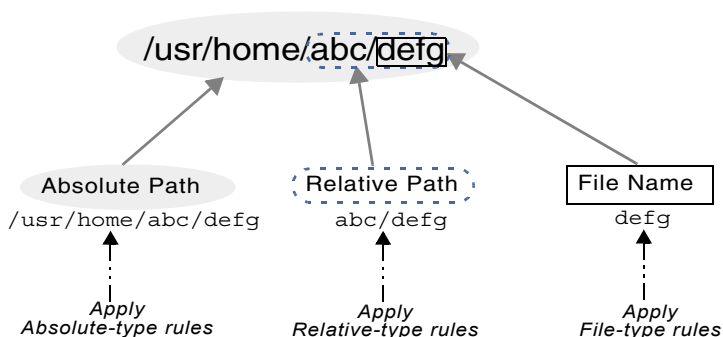 /usr/home/abc/defg
Absolute Path
/usr/home/abc/defg
Relative Path
abc/defg
File Name
defg
Apply
Absolute-type rules
Apply
Relative-type rules
Apply
File-type rules